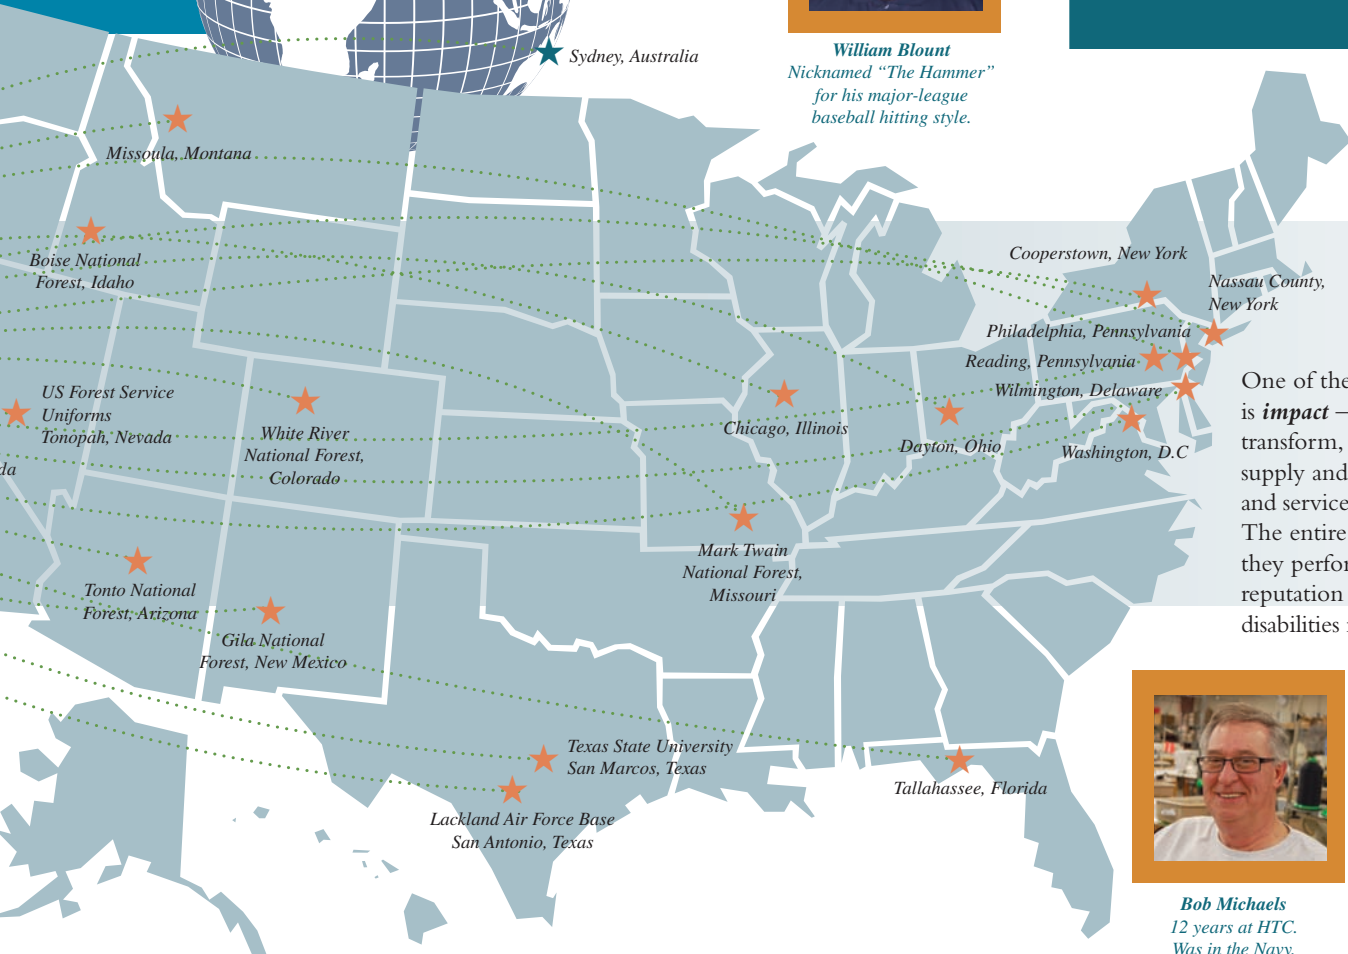 William Blount
Nicknamed “The Hammer”
for his major-league
baseball hitting style.
Sydney, Australia
Missoula, Montana
Boise National
Forest, Idaho
Cooperstown, New York
Nassau County,
New York
Philadelphia, Pennsylvania
Reading, Pennsylvania
Wilmington, Delaware
US Forest Service
Uniforms
Tonopah, Nevada
da
White River
National Forest,
Colorado
Chicago, Illinois
Dayton, Ohio
Washington, D.C
Mark Twain
National Forest,
Missouri
Tonto National
Forest, Arizona
Gila National
Forest, New Mexico
Texas State University
San Marcos, Texas
Lackland Air Force Base
San Antonio, Texas
Tallahassee, Florida
One of the
is impact –
transform,
supply and
and service
The entire
they perfor
reputation
disabilities
Bob Michaels
12 years at HTC.
Was in the Navy.